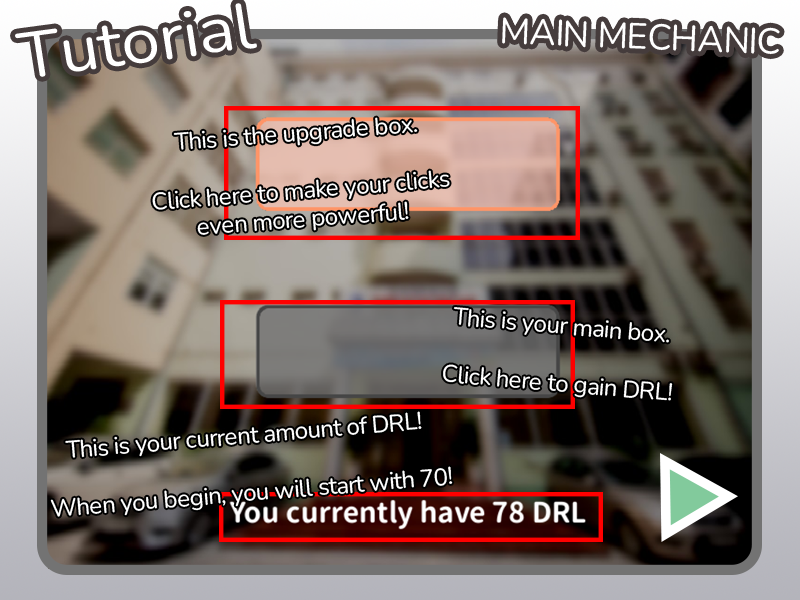 Tutorial
MAIN MECHANIC
This is the upgrade box.
Click here to make your clicks
even more powerful!
This is your main box.
Click here to gain DRL!
This is your current amount of DRL!
When you begin, you will start with 70!
You currently have 78 DRL